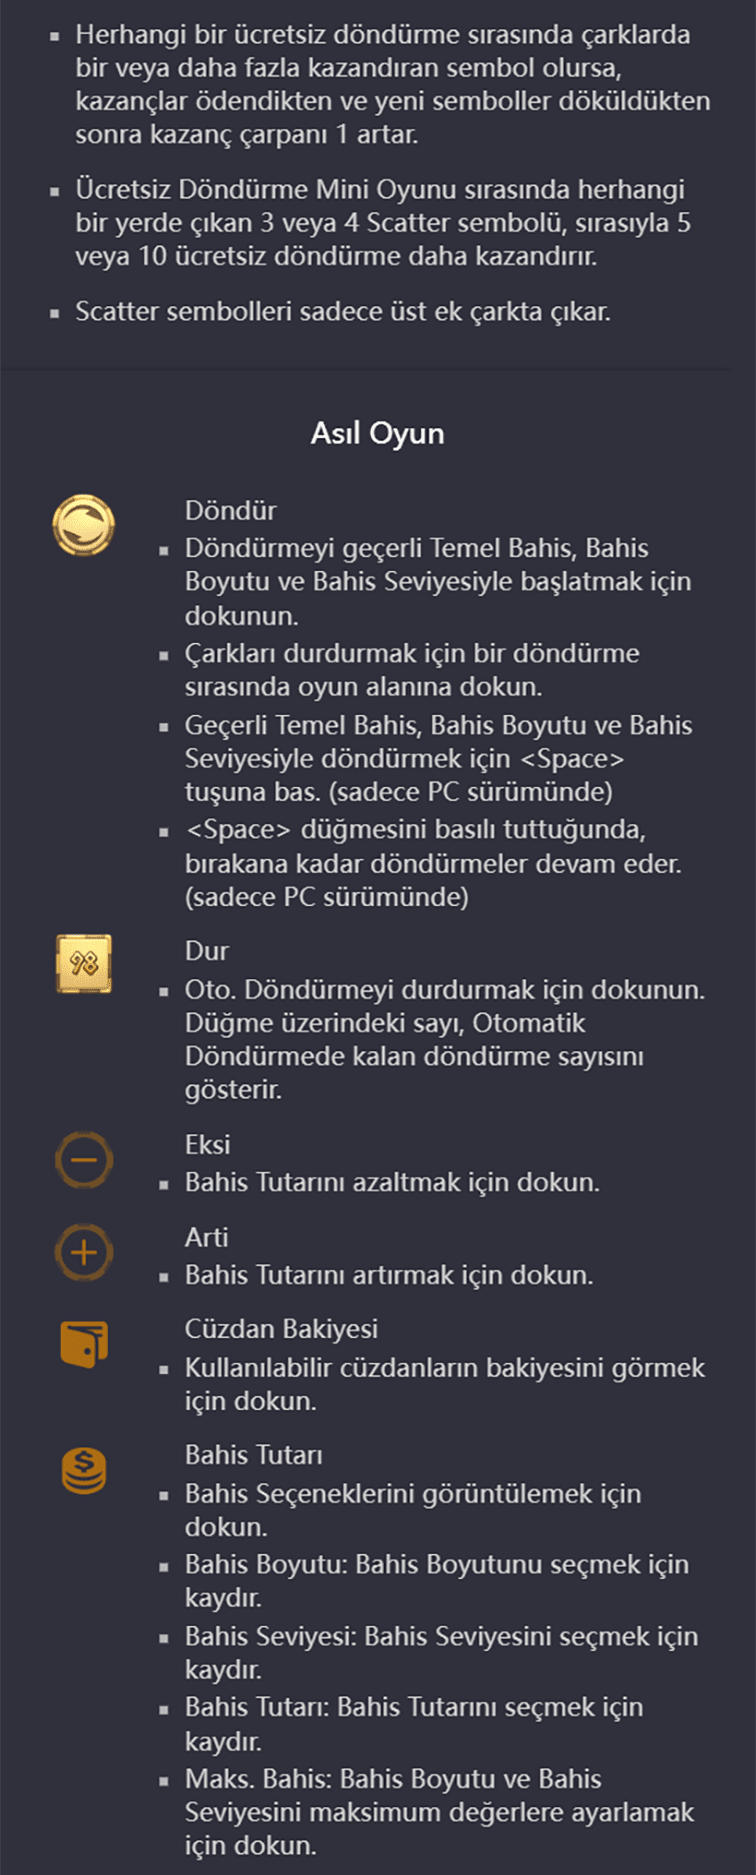 Herhangi bir ücretsiz döndürme sırasında çarklarda
bir veya daha fazla kazandıran sembol olursa,
kazançlar ödendikten ve yeni semboller döküldükten
sonra kazanç çarpanı 1 artar.
Ücretsiz Döndürme Mini Oyunu sırasında herhangi
bir yerde çıkan 3 veya 4 Scatter sembolü, sırasıyla 5
veya 10 ücretsiz döndürme daha kazandırır.
Scatter sembolleri sadece üst ek çarkta çıkar.
Asıl Oyun
Döndür
Döndürmeyi geçerli Temel Bahis, Bahis
Boyutu ve Bahis Seviyesiyle başlatmak için
dokunun.
Çarkları durdurmak için bir döndürme
sırasında oyun alanına dokun.
Geçerli Temel Bahis, Bahis Boyutu ve Bahis
Seviyesiyle döndürmek için <Space>
tuşuna bas. (sadece PC sürümünde)
<Space> düğmesini basılı tuttuğunda,
bırakana kadar döndürmeler devam eder.
(sadece PC sürümünde)
98
Dur
Oto. Döndürmeyi durdurmak için dokunun.
Düğme üzerindeki sayı, Otomatik
Döndürmede kalan döndürme sayısını
gösterir.
Eksi
Bahis Tutarını azaltmak için dokun.
Arti
Bahis Tutarını artırmak için dokun.
Cüzdan Bakiyesi
Kullanılabilir cüzdanların bakiyesini görmek
için dokun.
Bahis Tutarı
Bahis Seçeneklerini görüntülemek için
dokun.
Bahis Boyutu: Bahis Boyutunu seçmek için
kaydır.
Bahis Seviyesi: Bahis Seviyesini seçmek için
kaydır.
Bahis Tutarı: Bahis Tutarını seçmek için
kaydır.
Maks. Bahis: Bahis Boyutu ve Bahis
Seviyesini maksimum değerlere ayarlamak
için dokun.